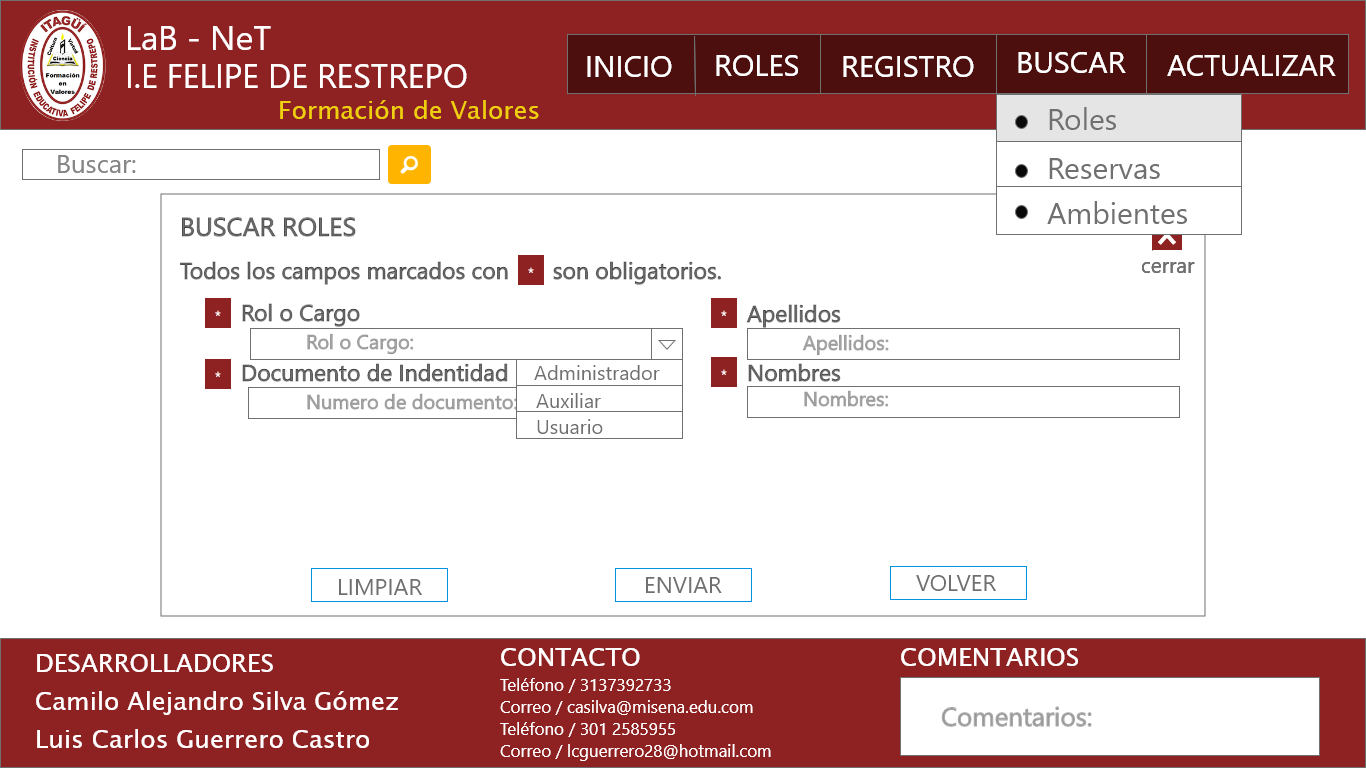 ITAGÜÍ
INSTITUCIÓN EDUCATIVA FELIPE DE RESTREPO
Ciencia
Formación
en
Valores
LaB - NeT
I.E FELIPE DE RESTREPO
Formación de Valores
INICIO ROLES REGISTRO BUSCAR ACTUALIZAR
Roles
Reservas
Ambientes
Buscar:
BUSCAR ROLES
cerrar
Todos los campos marcados con * son obligatorios.
* Rol o Cargo
Rol o Cargo:
* Apellidos
Apellidos:
* Documento de Indentidad
Numero de documento:
Administrador
Auxiliar
Usuario
* Nombres
Nombres:
LIMPIAR ENVIAR VOLVER
DESARROLLADORES
Camilo Alejandro Silva Gómez
Luis Carlos Guerrero Castro
CONTACTO
Teléfono / 3137392733
Correo / casilva@misena.edu.com
Teléfono / 301 2585955
Correo / lcguerrero28@hotmail.com
COMENTARIOS
Comentarios: